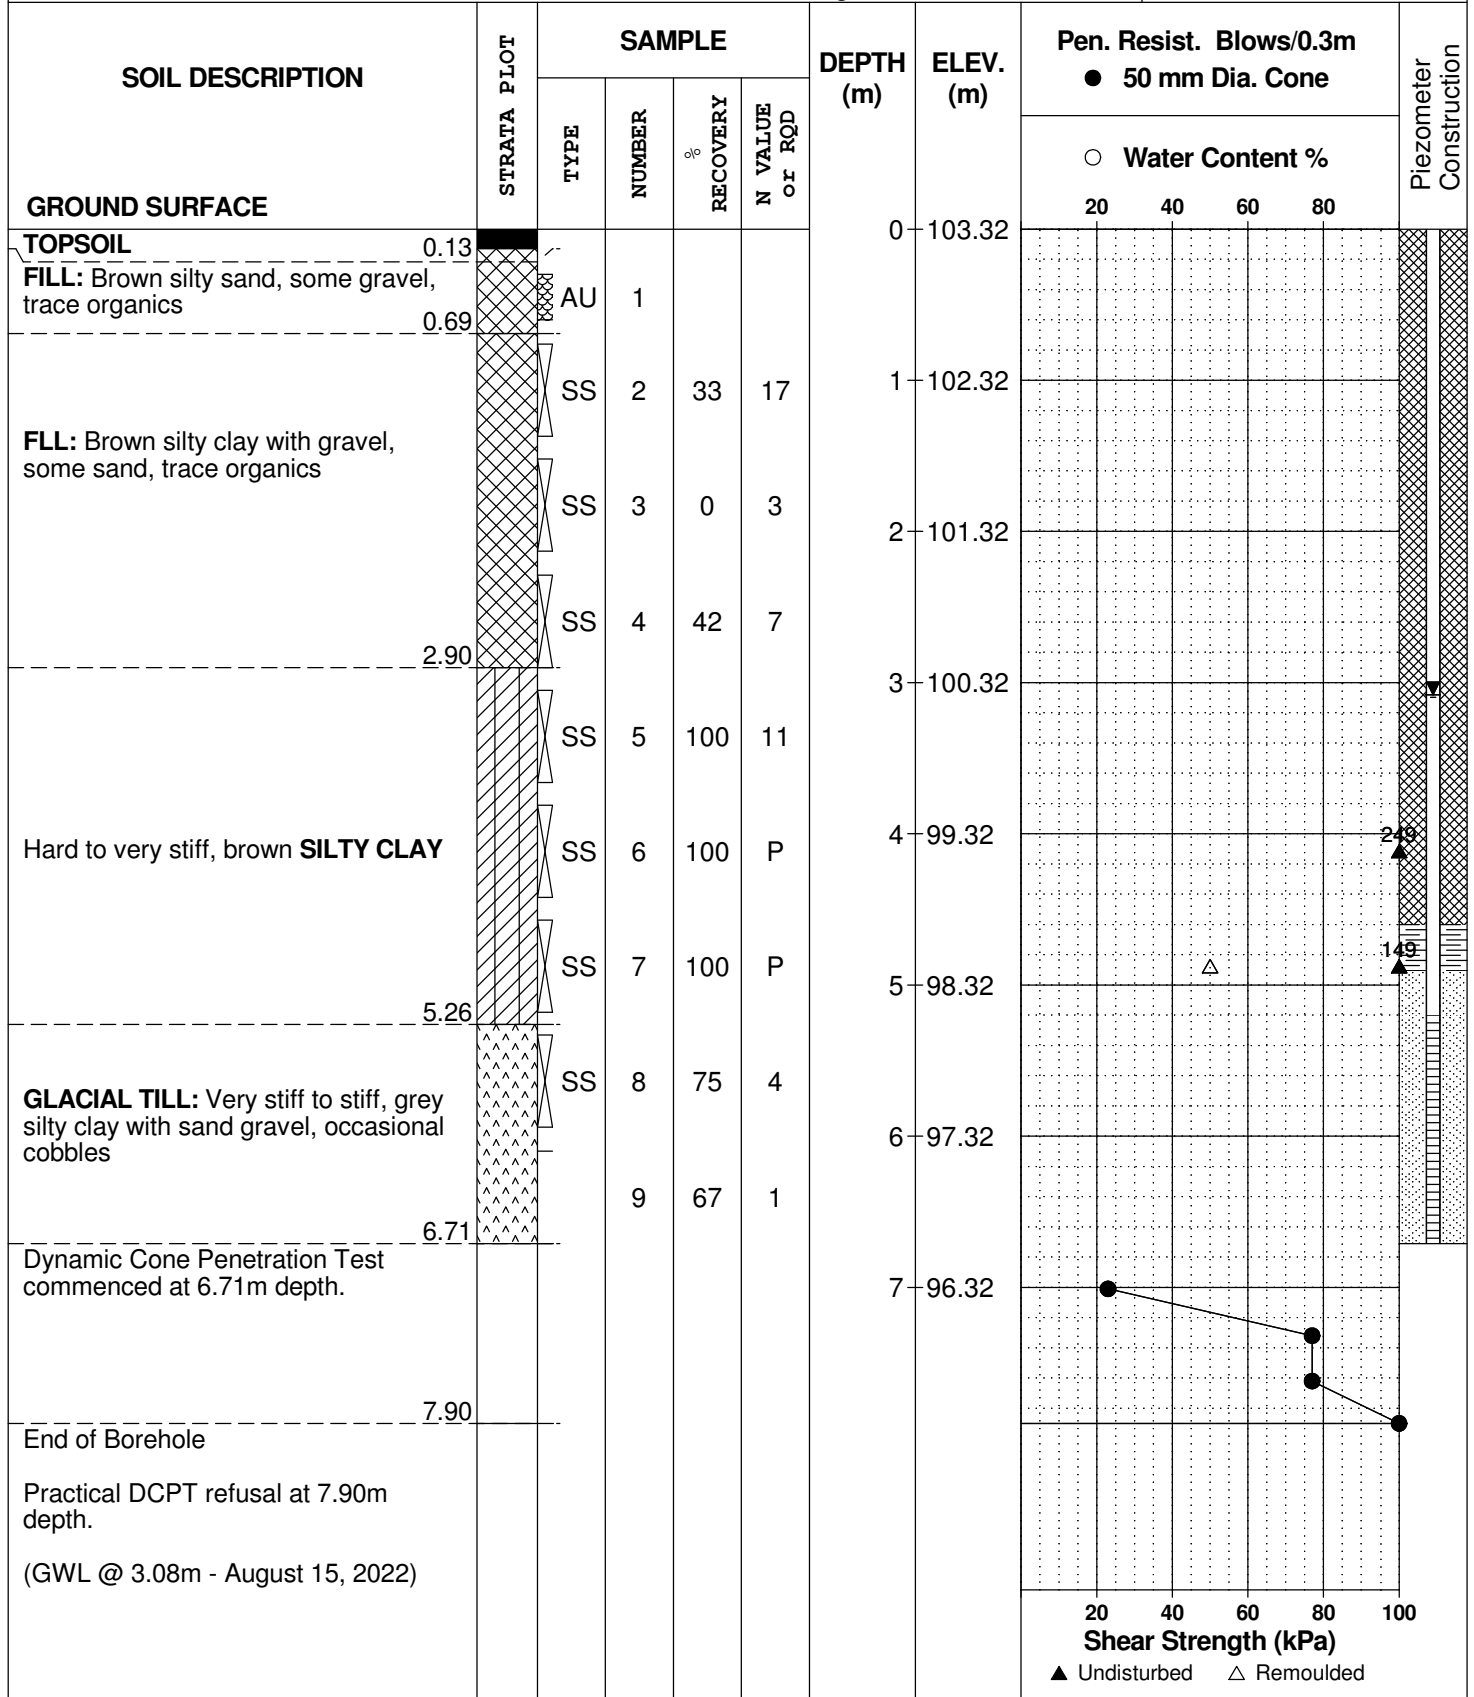 SOIL DESCRIPTION
GROUND SURFACE
STRATA PLOT
SAMPLE
TYPE
NUMBER
% RECOVERY
N VALUE or RQD
DEPTH (m)
ELEV. (m)
Pen. Resist. Blows/0.3m
● 50 mm Dia. Cone
○ Water Content %
20 40 60 80
Piezometer Construction
0 103.32
TOPSOIL 0.13
FILL: Brown silty sand, some gravel,
trace organics
0.69
AU 1
SS 2 33 17
1 102.32
FLL: Brown silty clay with gravel,
some sand, trace organics
SS 3 0 3
2 101.32
SS 4 42 7
2.90
3 100.32
SS 5 100 11
4 99.32
249
Hard to very stiff, brown SILTY CLAY
SS 6 100 P
149
SS 7 100 P
5 98.32
5.26
SS 8 75 4
GLACIAL TILL: Very stiff to stiff, grey
silty clay with sand gravel, occasional
cobbles
6 97.32
9 67 1
6.71
Dynamic Cone Penetration Test
commenced at 6.71m depth.
7 96.32
7.90
End of Borehole
Practical DCPT refusal at 7.90m
depth.
(GWL @ 3.08m - August 15, 2022)
20 40 60 80 100
Shear Strength (kPa)
▲ Undisturbed △ Remoulded